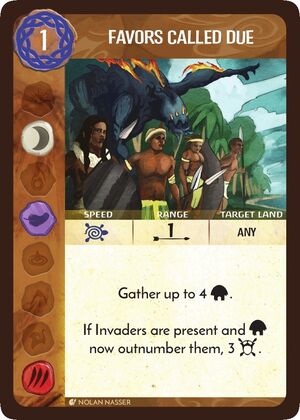 1
FAVORS CALLED DUE
SPEED RANGE TARGET LAND
1 ANY
Gather up to 4 .
If Invaders are present and
now outnumber them, 3 .
NOLAN NASSER